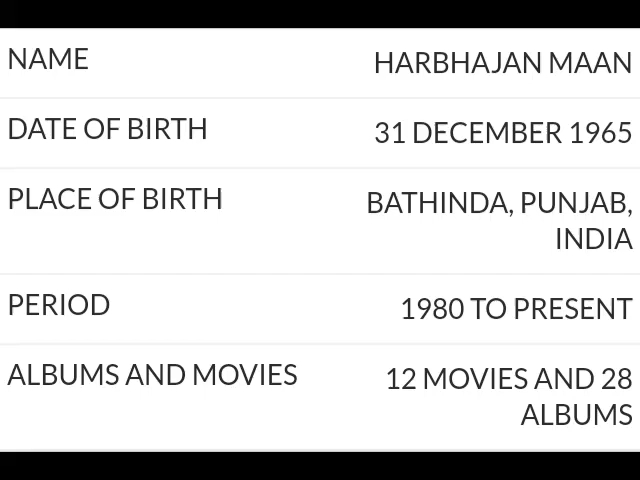 NAME HARBHAJAN MAAN
DATE OF BIRTH 31 DECEMBER 1965
PLACE OF BIRTH BATHINDA, PUNJAB,
INDIA
PERIOD 1980 TO PRESENT
ALBUMS AND MOVIES 12 MOVIES AND 28
ALBUMS